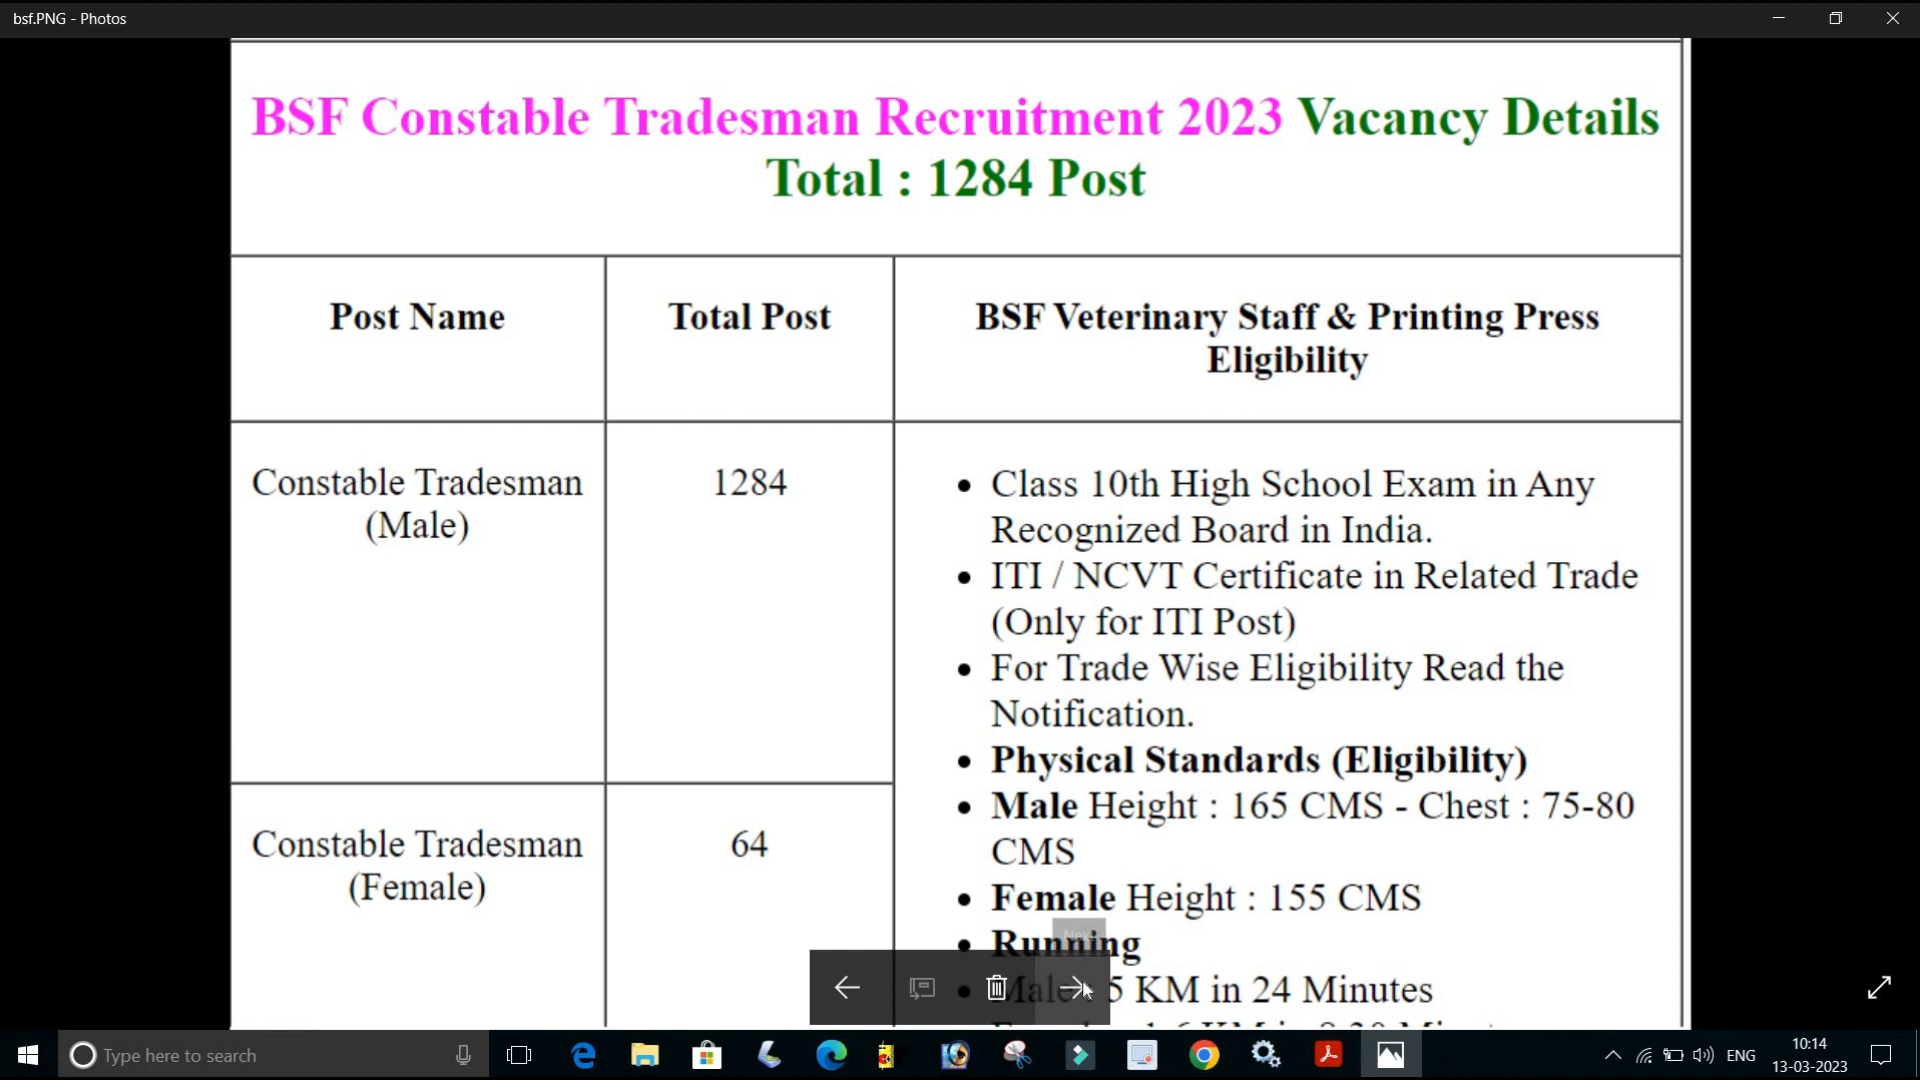 bsf.PNG - Photos
BSF Constable Tradesman Recruitment 2023 Vacancy Details
Total : 1284 Post
Post Name
Total Post
BSF Veterinary Staff & Printing Press
Eligibility
Constable Tradesman
(Male)
1284
Constable Tradesman
(Female)
64
• Class 10th High School Exam in Any
Recognized Board in India.
• ITI / NCVT Certificate in Related Trade
(Only for ITI Post)
• For Trade Wise Eligibility Read the
Notification.
• Physical Standards (Eligibility)
• Male Height : 165 CMS - Chest : 75-80
CMS
• Female Height : 155 CMS
Next
• Running
• Male : 5 KM in 24 Minutes
Type here to search
ENG
10:14
13-03-2023